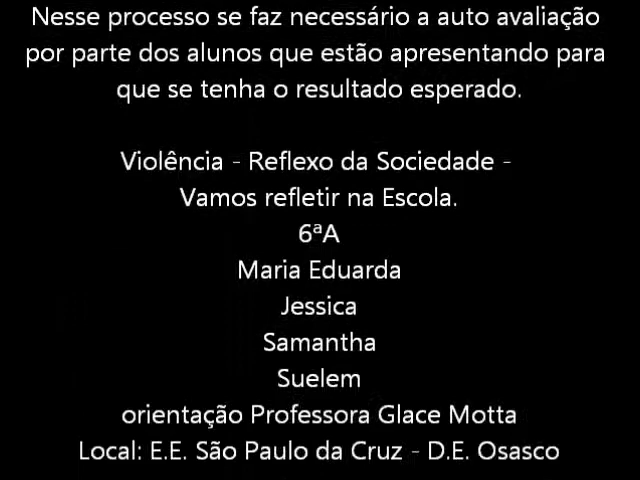 Nesse processo se faz necessário a auto avaliação
por parte dos alunos que estão apresentando para
que se tenha o resultado esperado.
Violência - Reflexo da Sociedade -
Vamos refletir na Escola.
6ªA
Maria Eduarda
Jessica
Samantha
Suelem
orientação Professora Glace Motta
Local: E.E. São Paulo da Cruz - D.E. Osasco